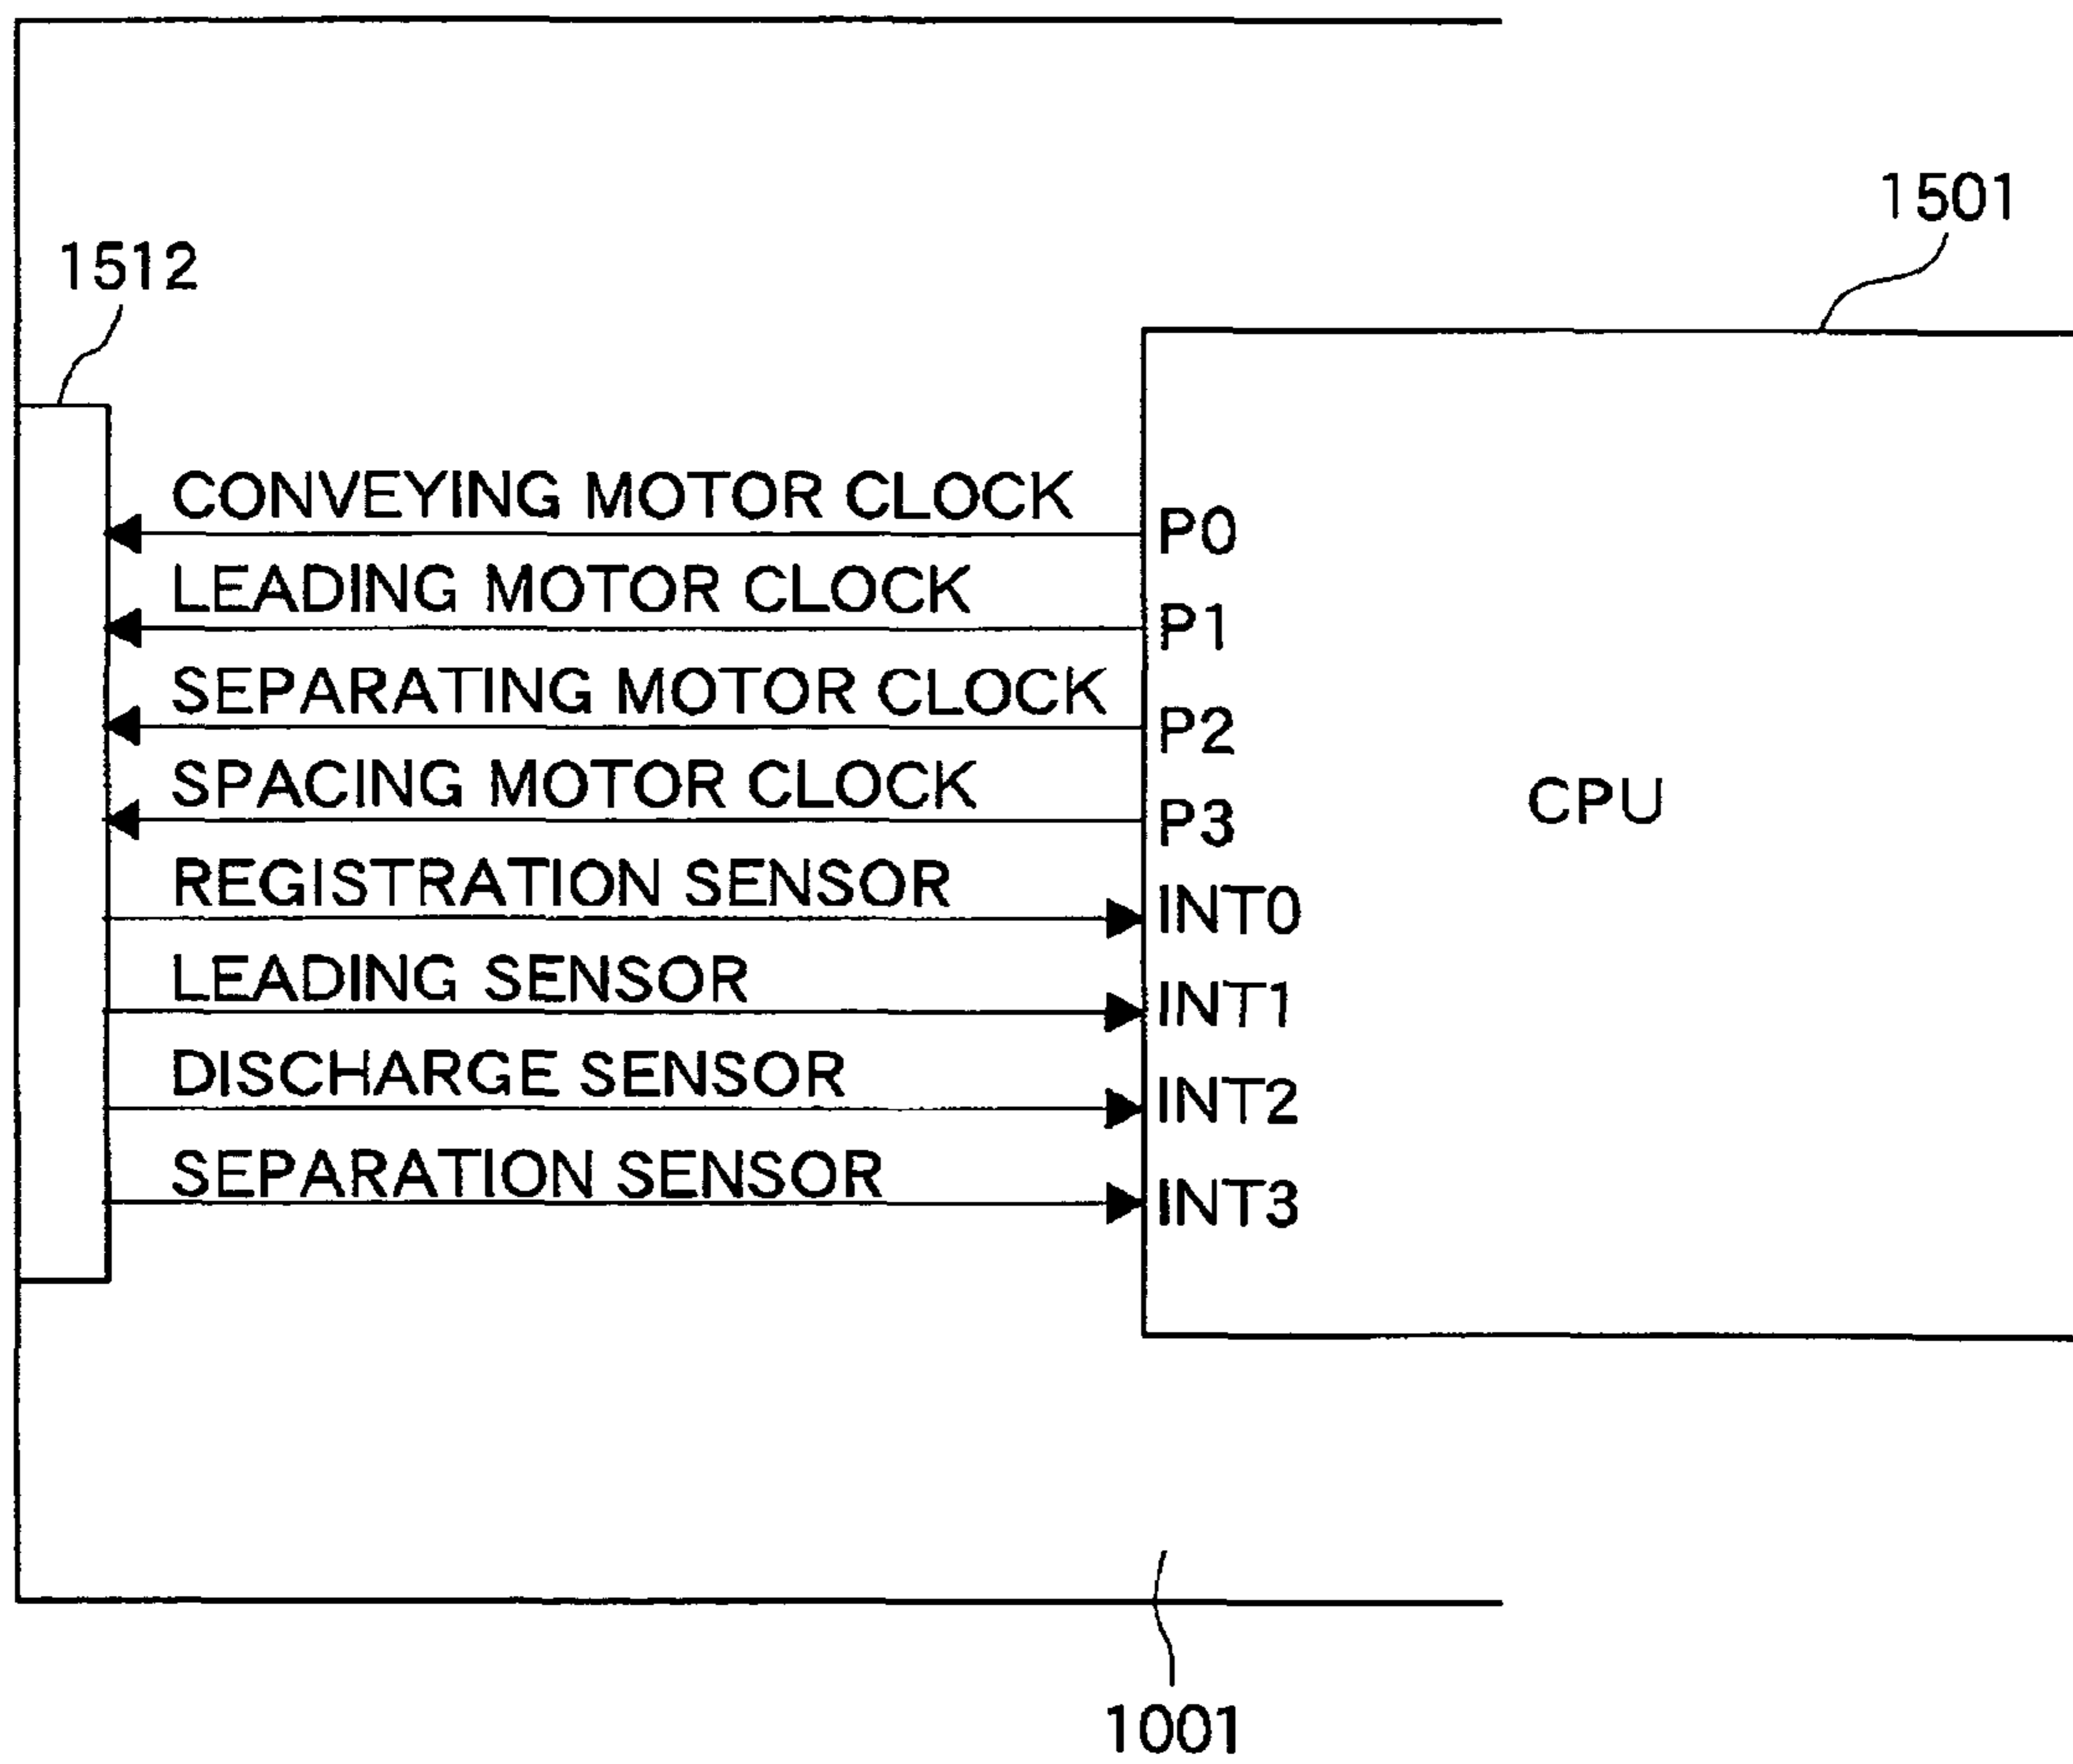 1501
1512
CONVEYING MOTOR CLOCK
P0
LEADING MOTOR CLOCK
P1
SEPARATING MOTOR CLOCK
P2
SPACING MOTOR CLOCK
P3
CPU
REGISTRATION SENSOR
INT0
LEADING SENSOR
INT1
DISCHARGE SENSOR
INT2
SEPARATION SENSOR
INT3
1001